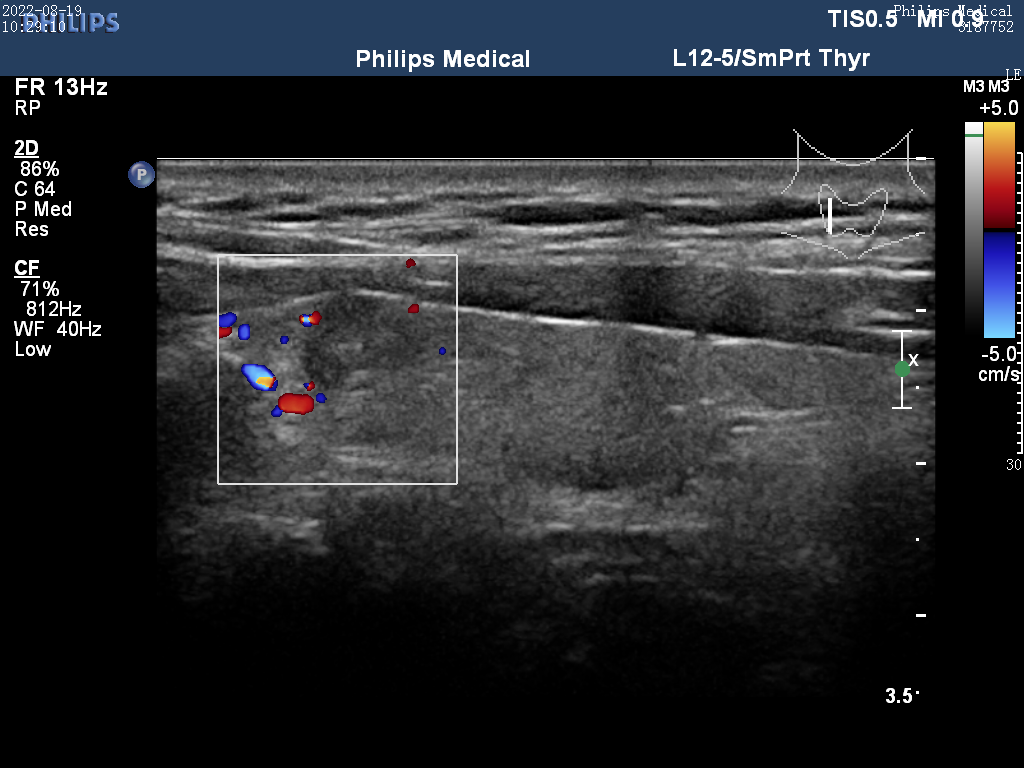 2022-08-19
10:29:10
PHILIPS
TIS0.5 MI 0.9
Philips Medical
3187752
Philips Medical
L12-5/SmPrt Thyr
LE
FR 13Hz
RP
M3 M3
+5.0
2D
86%
C 64
P Med
Res
P
CF
71%
812Hz
WF 40Hz
Low
x
-5.0
cm/s
30
3.5